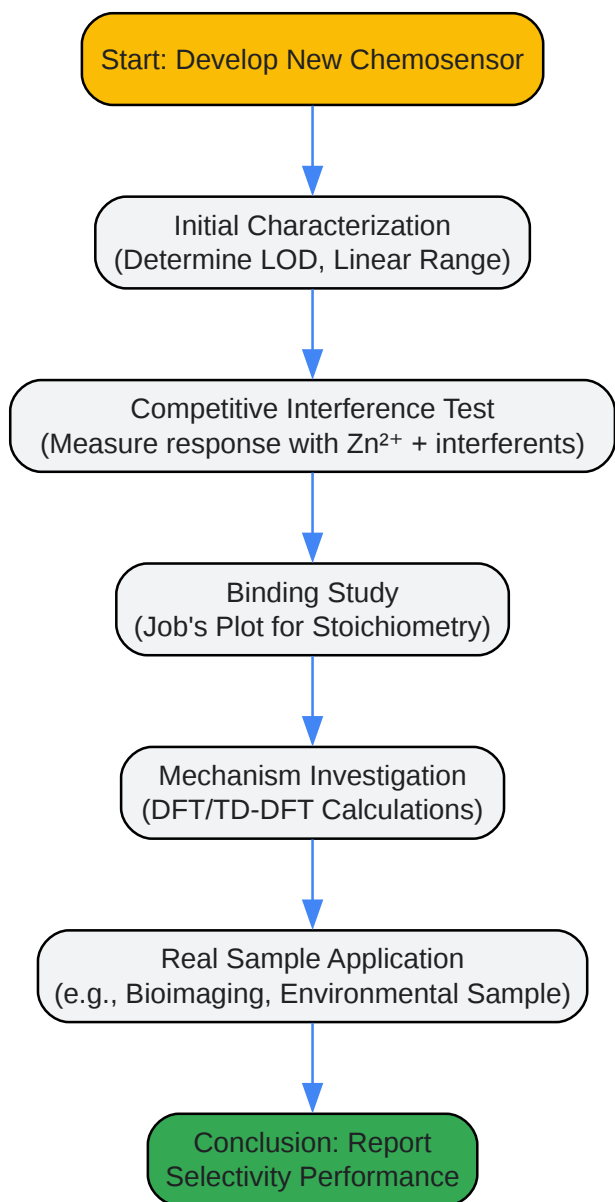 Start: Develop New Chemosensor
Initial Characterization
(Determine LOD, Linear Range)
Competitive Interference Test
(Measure response with Zn²⁺ + interferents)
Binding Study
(Job's Plot for Stoichiometry)
Mechanism Investigation
(DFT/TD-DFT Calculations)
Real Sample Application
(e.g., Bioimaging, Environmental Sample)
Conclusion: Report
Selectivity Performance